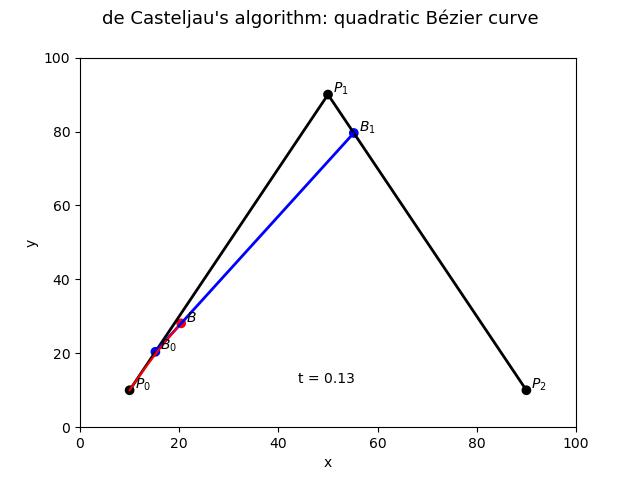 de Casteljau's algorithm: quadratic Bézier curve
100
P₁
B₁
80
60
y
40
B
B₀
20
t = 0.13
P₀
P₂
0
0 20 40 60 80 100
x